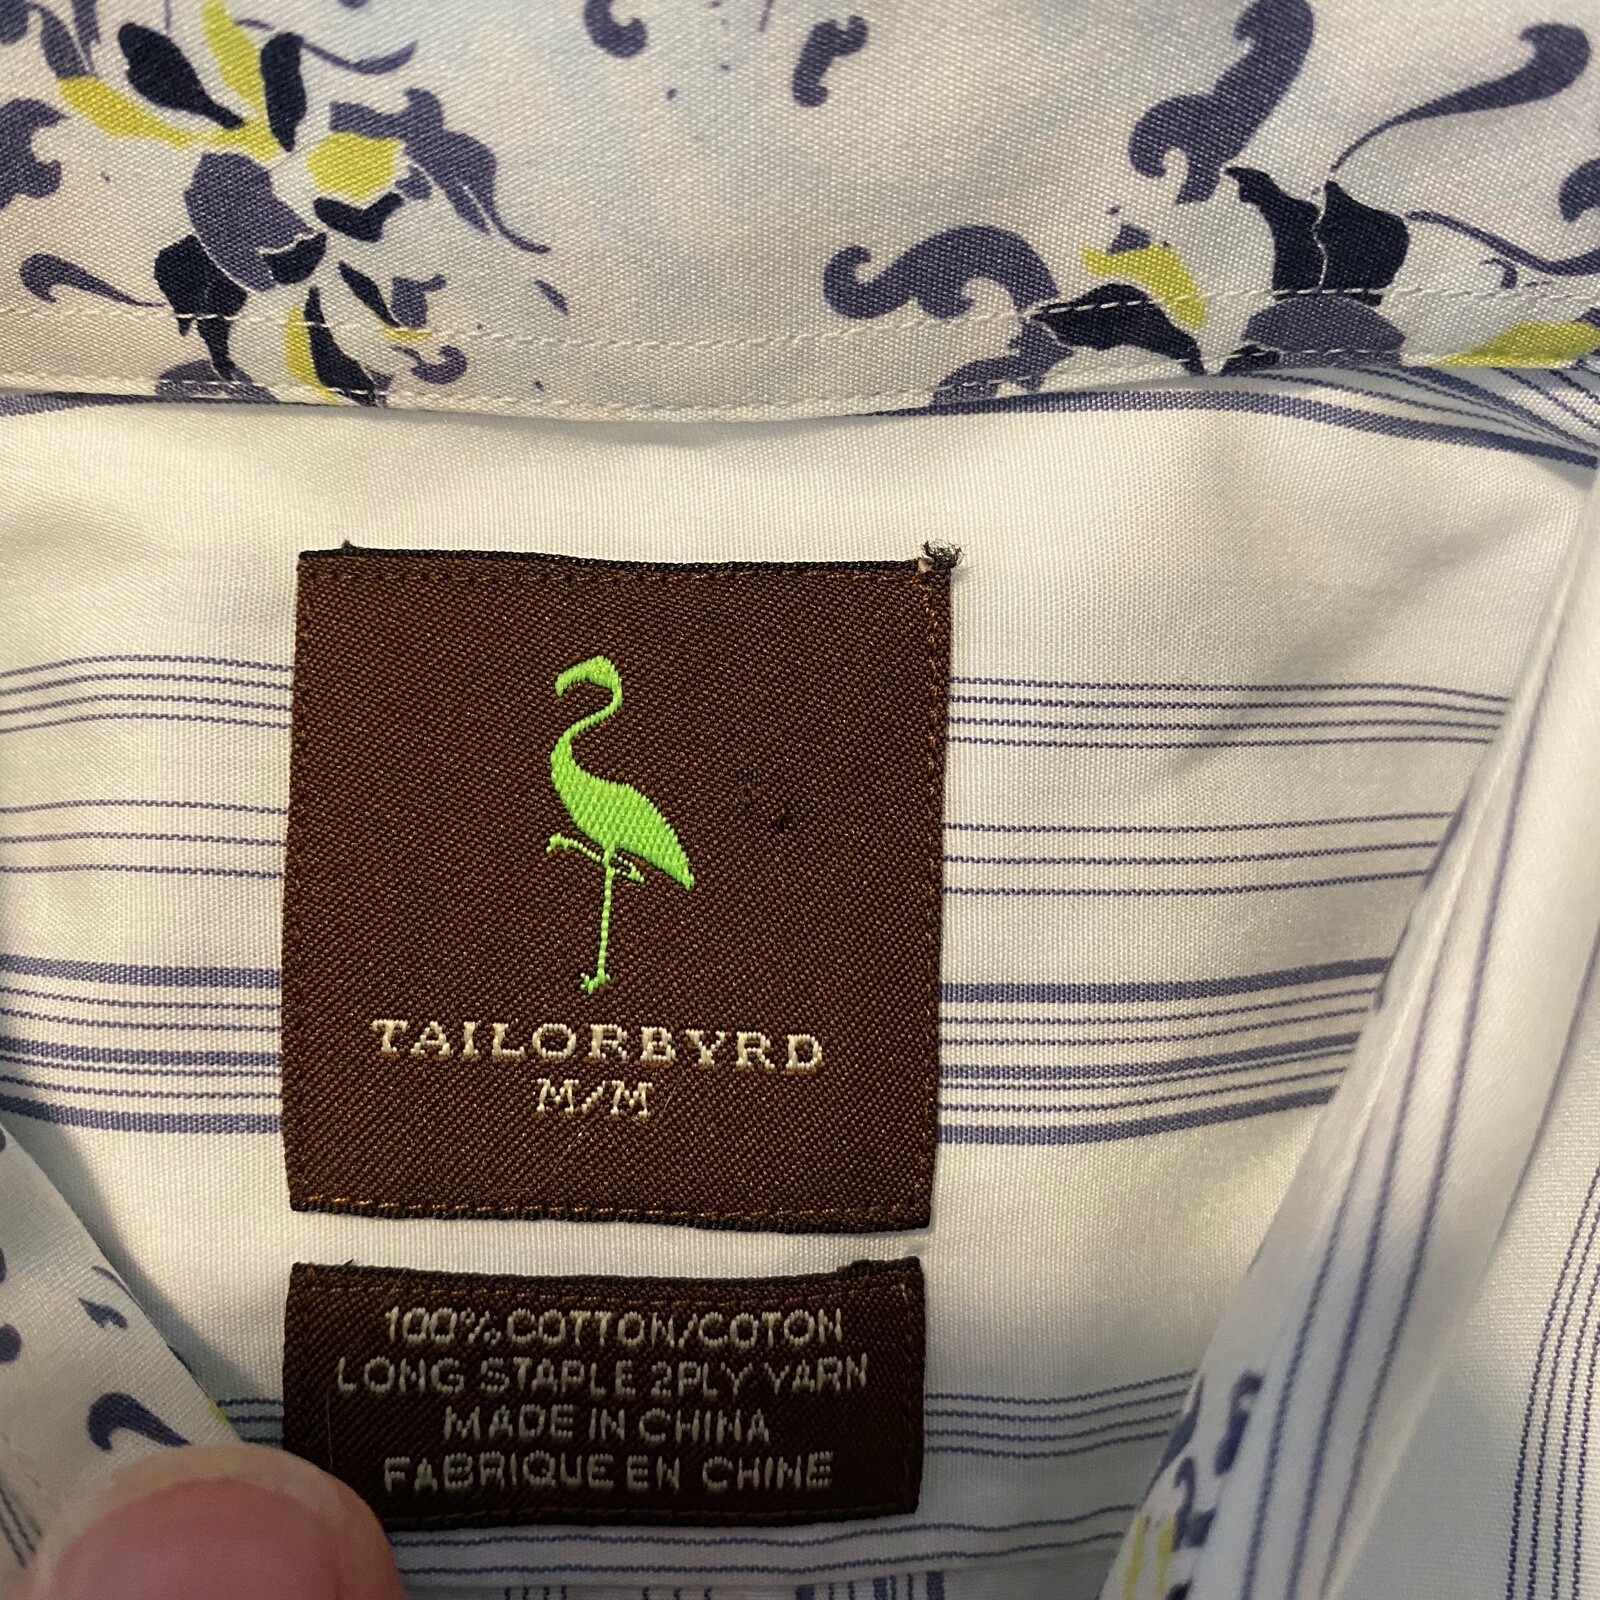 TAILORBYRD
M/M
100% COTTON/COTON
LONG STAPLE 2PLY YARN
MADE IN CHINA
FABRIQUE EN CHINE